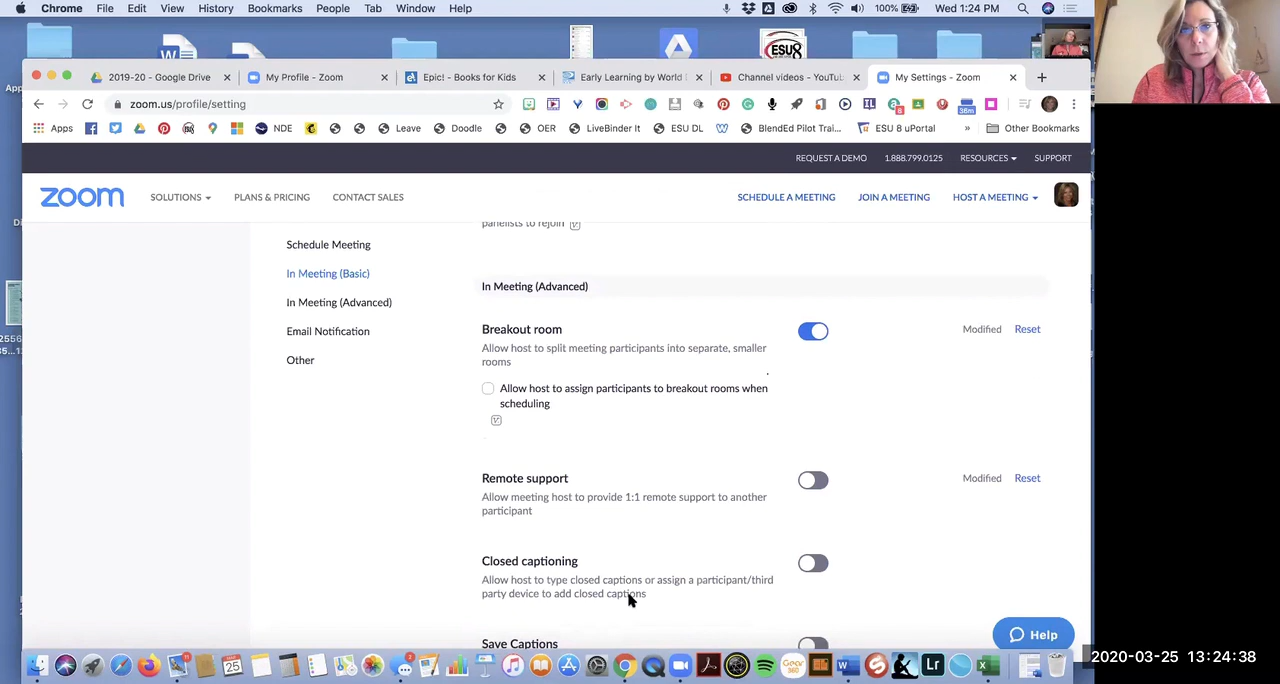 Chrome File Edit View History Bookmarks People Tab Window Help 100% Wed 1:24 PM
ESU8
2019-20 - Google Drive My Profile - Zoom Epic! - Books for Kids Early Learning by World Channel videos - YouTu My Settings - Zoom
zoom.us/profile/setting
Apps NDE Leave Doodle OER LiveBinder It ESU DL BlendEd Pilot Trai... ESU 8 uPortal » Other Bookmarks
REQUEST A DEMO 1.888.799.0125 RESOURCES SUPPORT
zoom SOLUTIONS PLANS & PRICING CONTACT SALES SCHEDULE A MEETING JOIN A MEETING HOST A MEETING
panelists to rejoin
Schedule Meeting
In Meeting (Basic)
In Meeting (Advanced)
Email Notification
Other
In Meeting (Advanced)
Breakout room Modified Reset
Allow host to split meeting participants into separate, smaller
rooms
Allow host to assign participants to breakout rooms when
scheduling
Remote support Modified Reset
Allow meeting host to provide 1:1 remote support to another
participant
Closed captioning
Allow host to type closed captions or assign a participant/third
party device to add closed captions
Save Captions
Help
2020-03-25 13:24:38